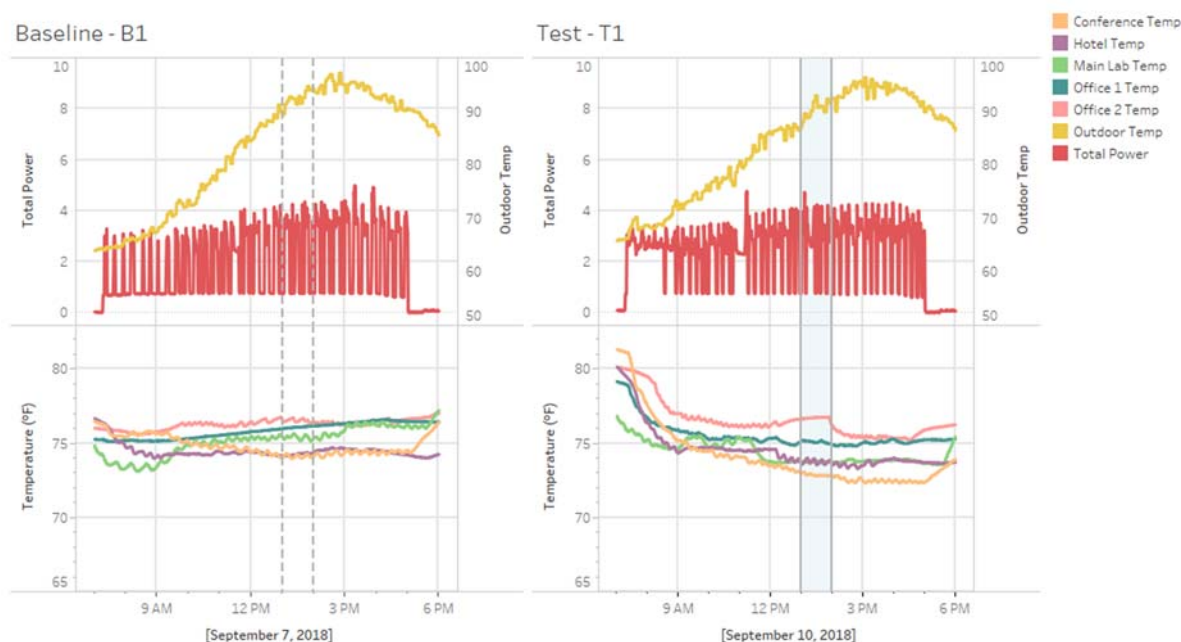 Baseline - B1
Test - T1
Conference Temp
Hotel Temp
Main Lab Temp
Office 1 Temp
Office 2 Temp
Outdoor Temp
Total Power
10
8
6
4
2
0
Total Power
100
90
80
70
60
50
Outdoor Temp
10
8
6
4
2
0
Total Power
100
90
80
70
60
50
Outdoor Temp
80
75
70
65
Temperature (°F)
80
75
70
65
Temperature (°F)
9 AM 12 PM 3 PM 6 PM
[September 7, 2018]
9 AM 12 PM 3 PM 6 PM
[September 10, 2018]